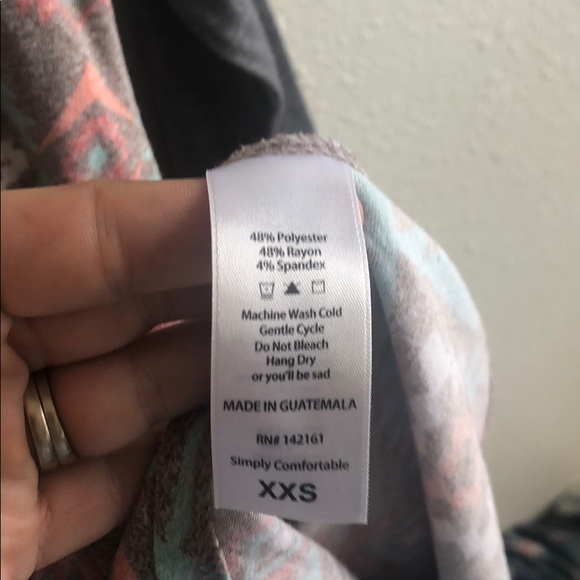 48% Polyester
48% Rayon
4% Spandex
Machine Wash Cold
Gentle Cycle
Do Not Bleach
Hang Dry
or you'll be sad
MADE IN GUATEMALA
RN# 142161
Simply Comfortable
XXS